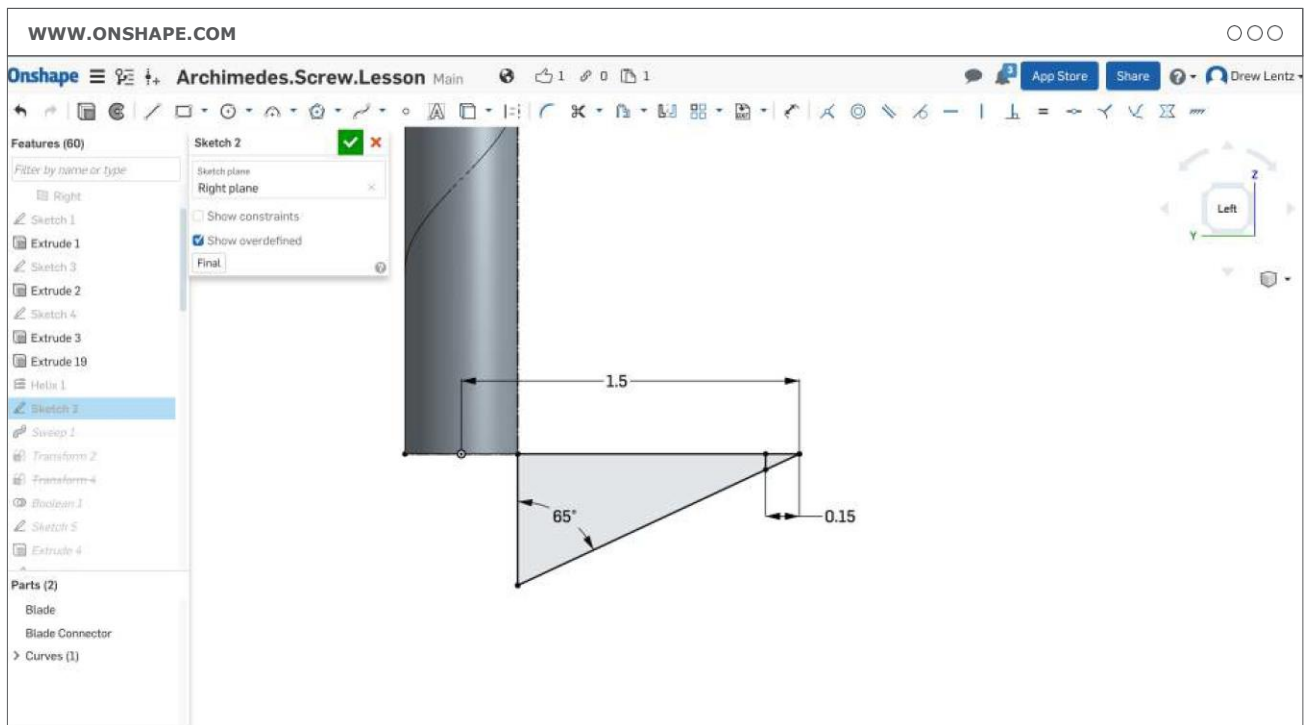 WWW.ONSHAPE.COM
Onshape Archimedes.Screw.Lesson Main 1 0 1 3 App Store Share Drew Lentz
Features (60)
Filter by name or type
Right
Sketch 1
Extrude 1
Sketch 3
Extrude 2
Sketch 4
Extrude 3
Extrude 19
Helix 1
Sketch 2
Sweep 1
Transform 2
Transform 4
Boolean 1
Sketch 5
Extrude 4
Parts (2)
Blade
Blade Connector
Curves (1)
Sketch 2
Sketch plane
Right plane
Show constraints
Show overdefined
Final
Z
Left
Y
1.5
65°
0.15